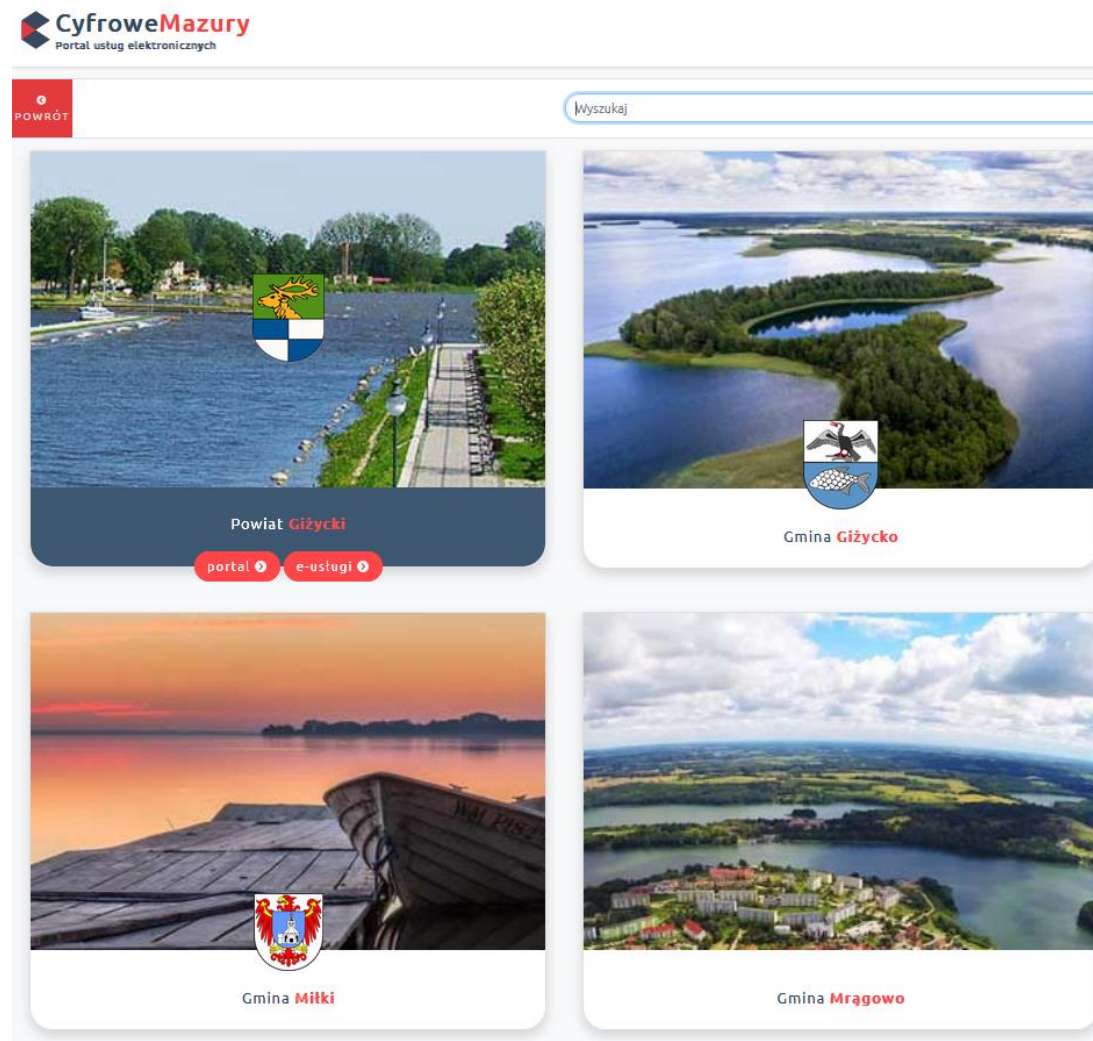 CyfroweMazury
Portal usług elektronicznych
POWRÓT
Wyszukaj
Powiat Giżycki
portal
e-usługi
Gmina Giżycko
Gmina Miłki
Gmina Mrągowo